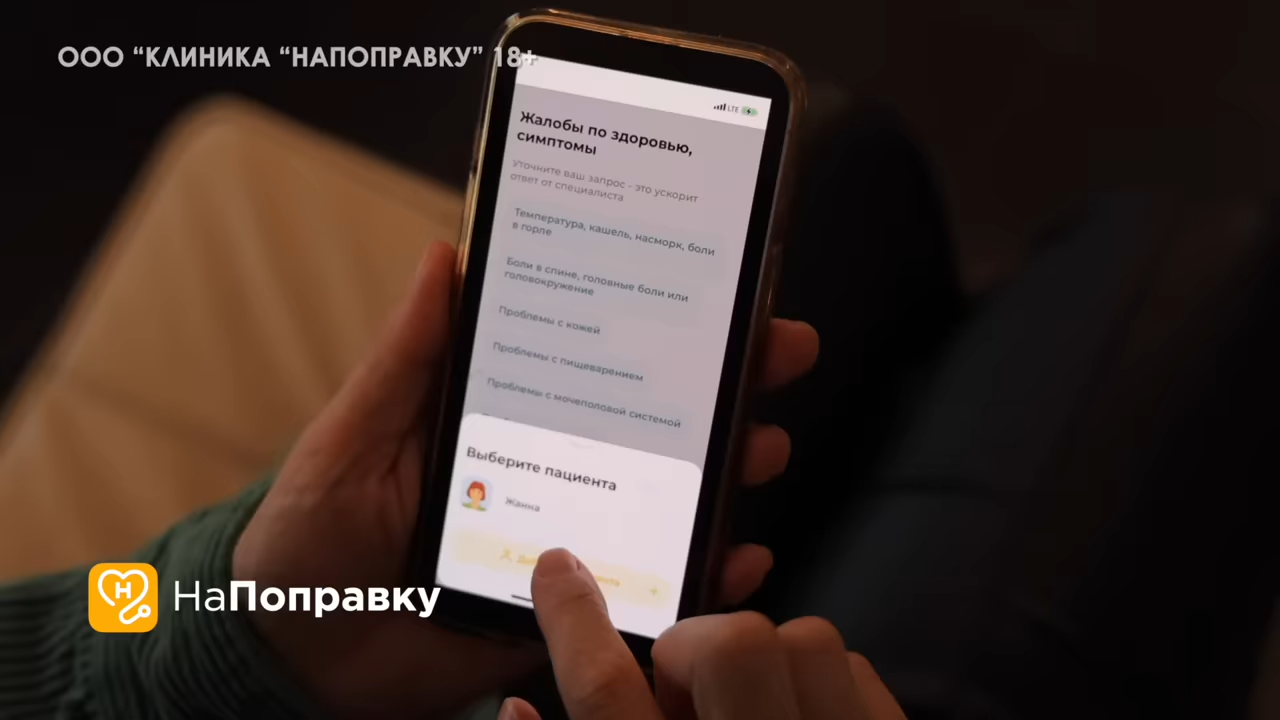 ООО “КЛИНИКА “НАПОПРАВКУ” 18+
LTE
Жалобы по здоровью,
симптомы
Уточните ваш запрос - это ускорит
ответ от специалиста
Температура, кашель, насморк, боли
в горле
Боли в спине, головные боли или
головокружение
Проблемы с кожей
Проблемы с пищеварением
Проблемы с мочеполовой системой
Выберите пациента
Жанна
НаПоправку